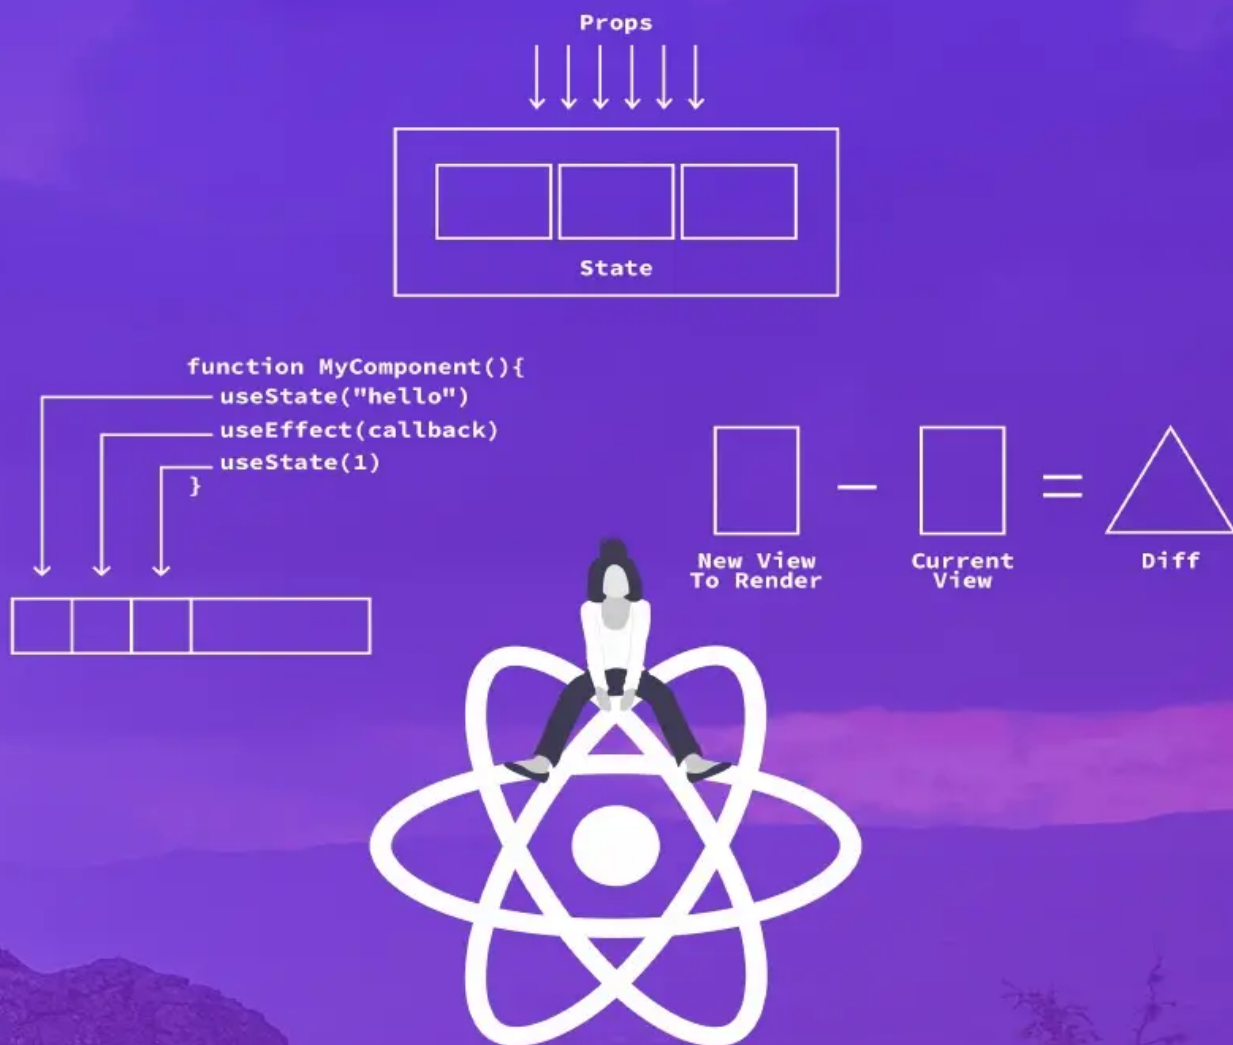 Props
State
function MyComponent(){
useState("hello")
useEffect(callback)
useState(1)
}
New View
To Render
Current
View
Diff